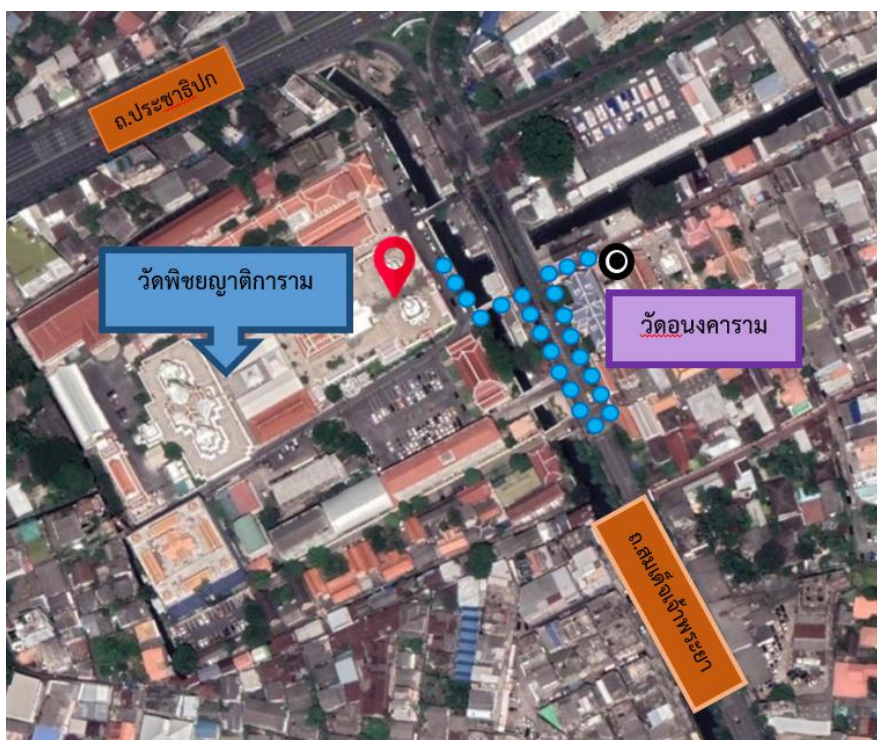 ถ.ประชาธิปก
วัดพิชยญาติการาม
วัดอนงคาราม
ถ.สมเด็จเจ้าพระยา